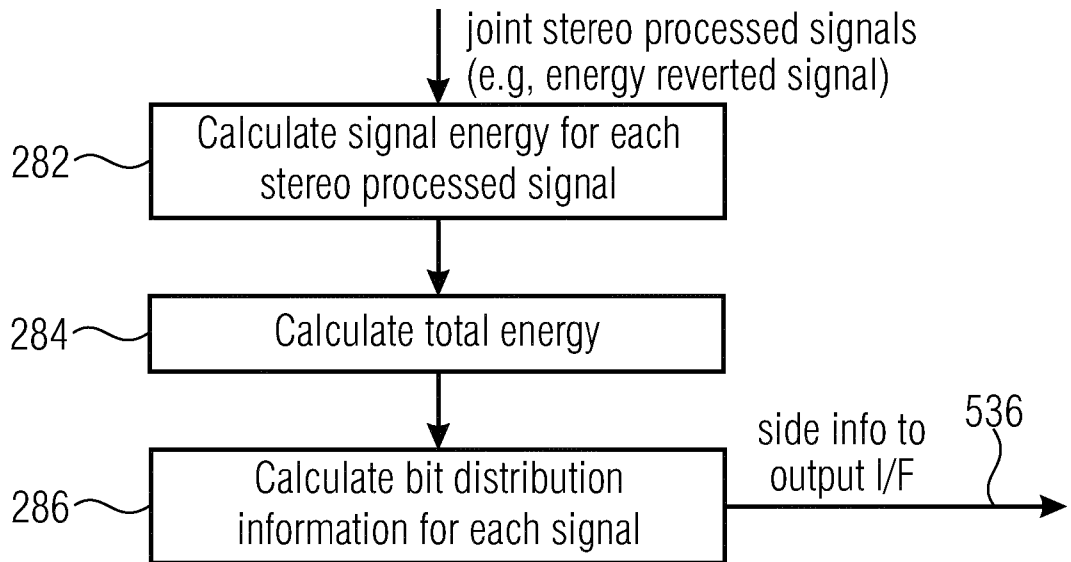 joint stereo processed signals
(e.g, energy reverted signal)
282
Calculate signal energy for each
stereo processed signal
284
Calculate total energy
286
Calculate bit distribution
information for each signal
side info to
output I/F
536